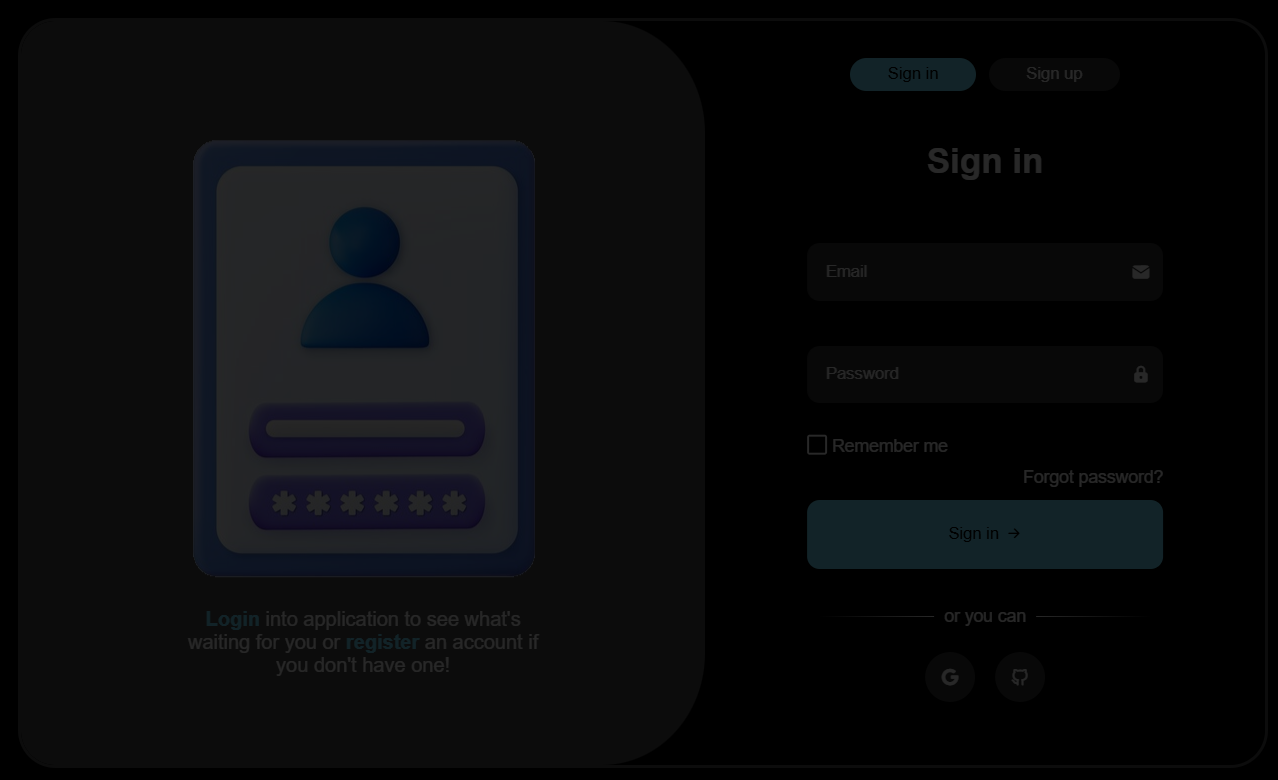 Sign in
Sign up
Sign in
Email
Password
Remember me
Forgot password?
Sign in →
or you can
Login into application to see what's
waiting for you or register an account if
you don't have one!